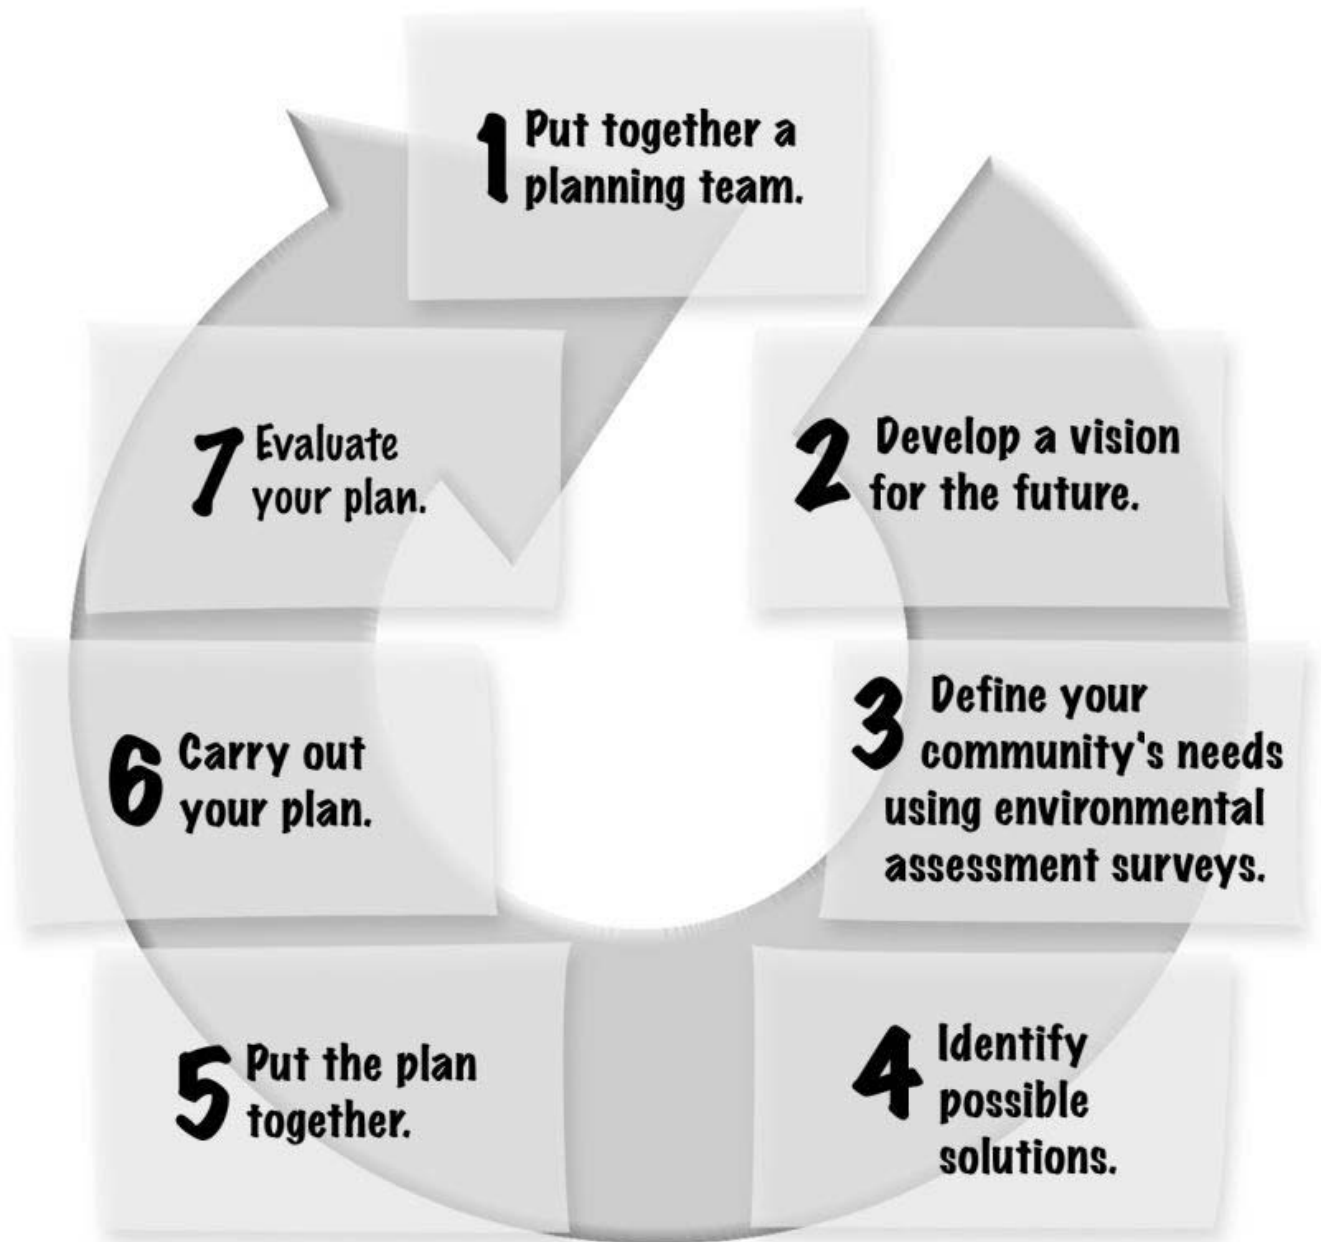 1 Put together a
planning team.
2 Develop a vision
for the future.
3 Define your
community's needs
using environmental
assessment surveys.
4 Identify
possible
solutions.
5 Put the plan
together.
6 Carry out
your plan.
7 Evaluate
your plan.